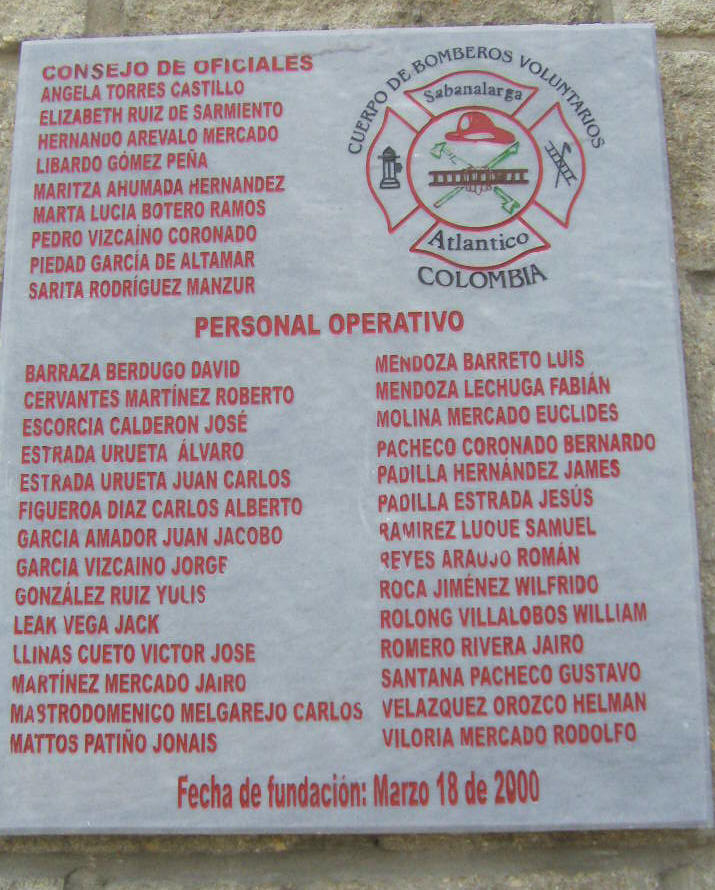 CONSEJO DE OFICIALES
ANGELA TORRES CASTILLO
ELIZABETH RUIZ DE SARMIENTO
HERNANDO AREVALO MERCADO
LIBARDO GÓMEZ PEÑA
MARITZA AHUMADA HERNANDEZ
MARTA LUCIA BOTERO RAMOS
PEDRO VIZCAÍNO CORONADO
PIEDAD GARCÍA DE ALTAMAR
SARITA RODRÍGUEZ MANZUR
CUERPO DE BOMBEROS VOLUNTARIOS
Sabanalarga
Atlantico
COLOMBIA
PERSONAL OPERATIVO
BARRAZA BERDUGO DAVID
CERVANTES MARTÍNEZ ROBERTO
ESCORCIA CALDERON JOSÉ
ESTRADA URUETA ÁLVARO
ESTRADA URUETA JUAN CARLOS
FIGUEROA DIAZ CARLOS ALBERTO
GARCIA AMADOR JUAN JACOBO
GARCIA VIZCAINO JORGE
GONZÁLEZ RUIZ YULIS
LEAK VEGA JACK
LLINAS CUETO VICTOR JOSE
MARTÍNEZ MERCADO JAIRO
MASTRODOMENICO MELGAREJO CARLOS
MATTOS PATIÑO JONAIS
MENDOZA BARRETO LUIS
MENDOZA LECHUGA FABIÁN
MOLINA MERCADO EUCLIDES
PACHECO CORONADO BERNARDO
PADILLA HERNÁNDEZ JAMES
PADILLA ESTRADA JESÚS
RAMIREZ LUQUE SAMUEL
REYES ARAUJO ROMÁN
ROCA JIMÉNEZ WILFRIDO
ROLONG VILLALOBOS WILLIAM
ROMERO RIVERA JAIRO
SANTANA PACHECO GUSTAVO
VELAZQUEZ OROZCO HELMAN
VILORIA MERCADO RODOLFO
Fecha de fundación: Marzo 18 de 2000